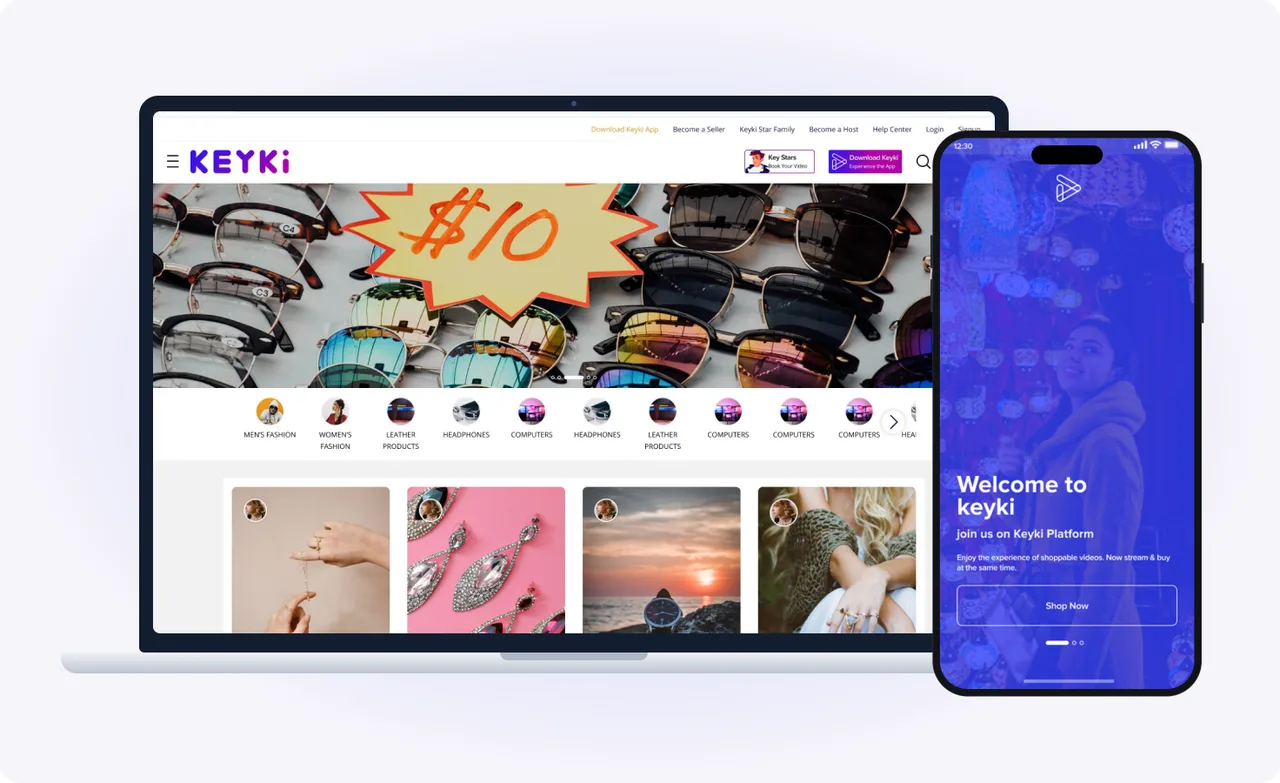 Download Keyki App Become a Seller Keyki Star Family Become a Host Help Center Login Signup
KEYKi
Key Stars
Book Your Video
Download Keyki
Experience the App
$10
C4
C3
MEN'S FASHION
WOMEN'S
FASHION
LEATHER
PRODUCTS
HEADPHONES
COMPUTERS
HEADPHONES
LEATHER
PRODUCTS
COMPUTERS
COMPUTERS
COMPUTERS
HEA
12:30
Welcome to
keyki
join us on Keyki Platform
Enjoy the experience of shoppable videos. Now stream & buy
at the same time.
Shop Now